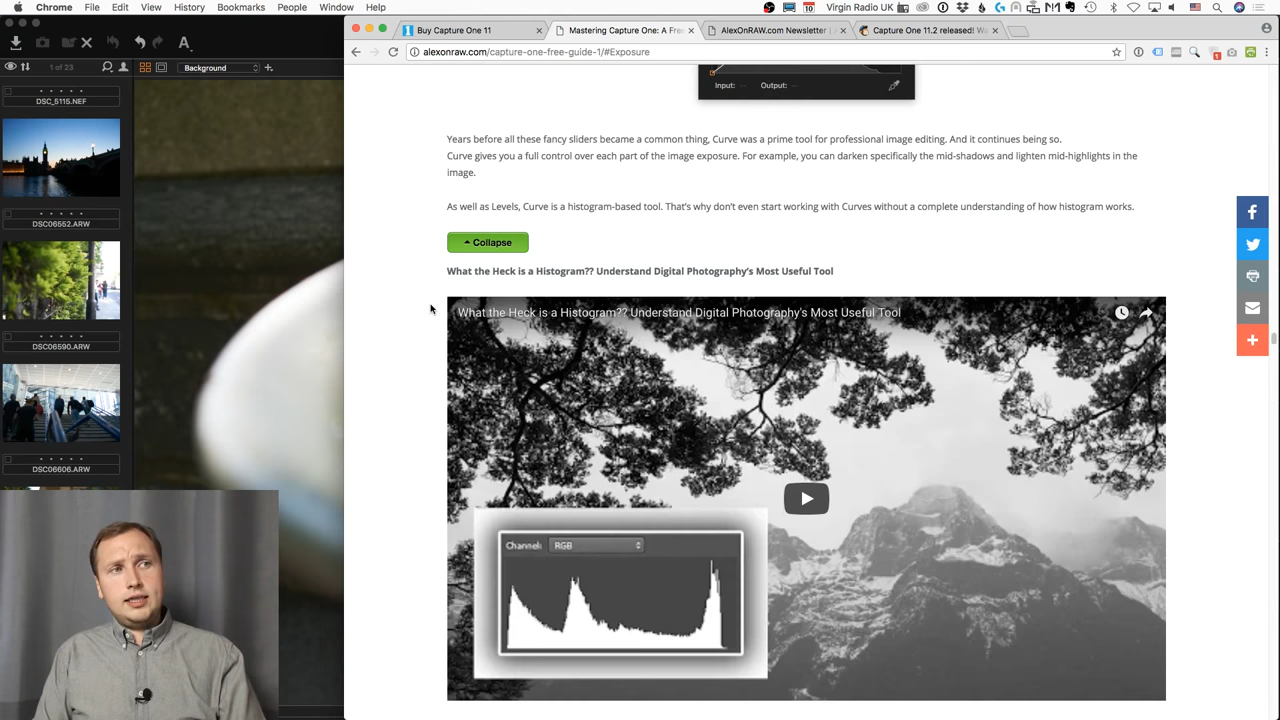 Chrome File Edit View History Bookmarks People Window Help
10
Virgin Radio UK
1 of 23
Background
DSC_5115.NEF
DSC06552.ARW
DSC06590.ARW
DSC06606.ARW
Buy Capture One 11
Mastering Capture One: A Fre
AlexOnRAW.com Newsletter
Capture One 11.2 released! W
alexonraw.com/capture-one-free-guide-1/#Exposure
Input: -- Output: --
Years before all these fancy sliders became a common thing, Curve was a prime tool for professional image editing. And it continues being so.
Curve gives you a full control over each part of the image exposure. For example, you can darken specifically the mid-shadows and lighten mid-highlights in the
image.
As well as Levels, Curve is a histogram-based tool. That's why don't even start working with Curves without a complete understanding of how histogram works.
Collapse
What the Heck is a Histogram?? Understand Digital Photography's Most Useful Tool
What the Heck is a Histogram?? Understand Digital Photography's Most Useful Tool
Channel: RGB